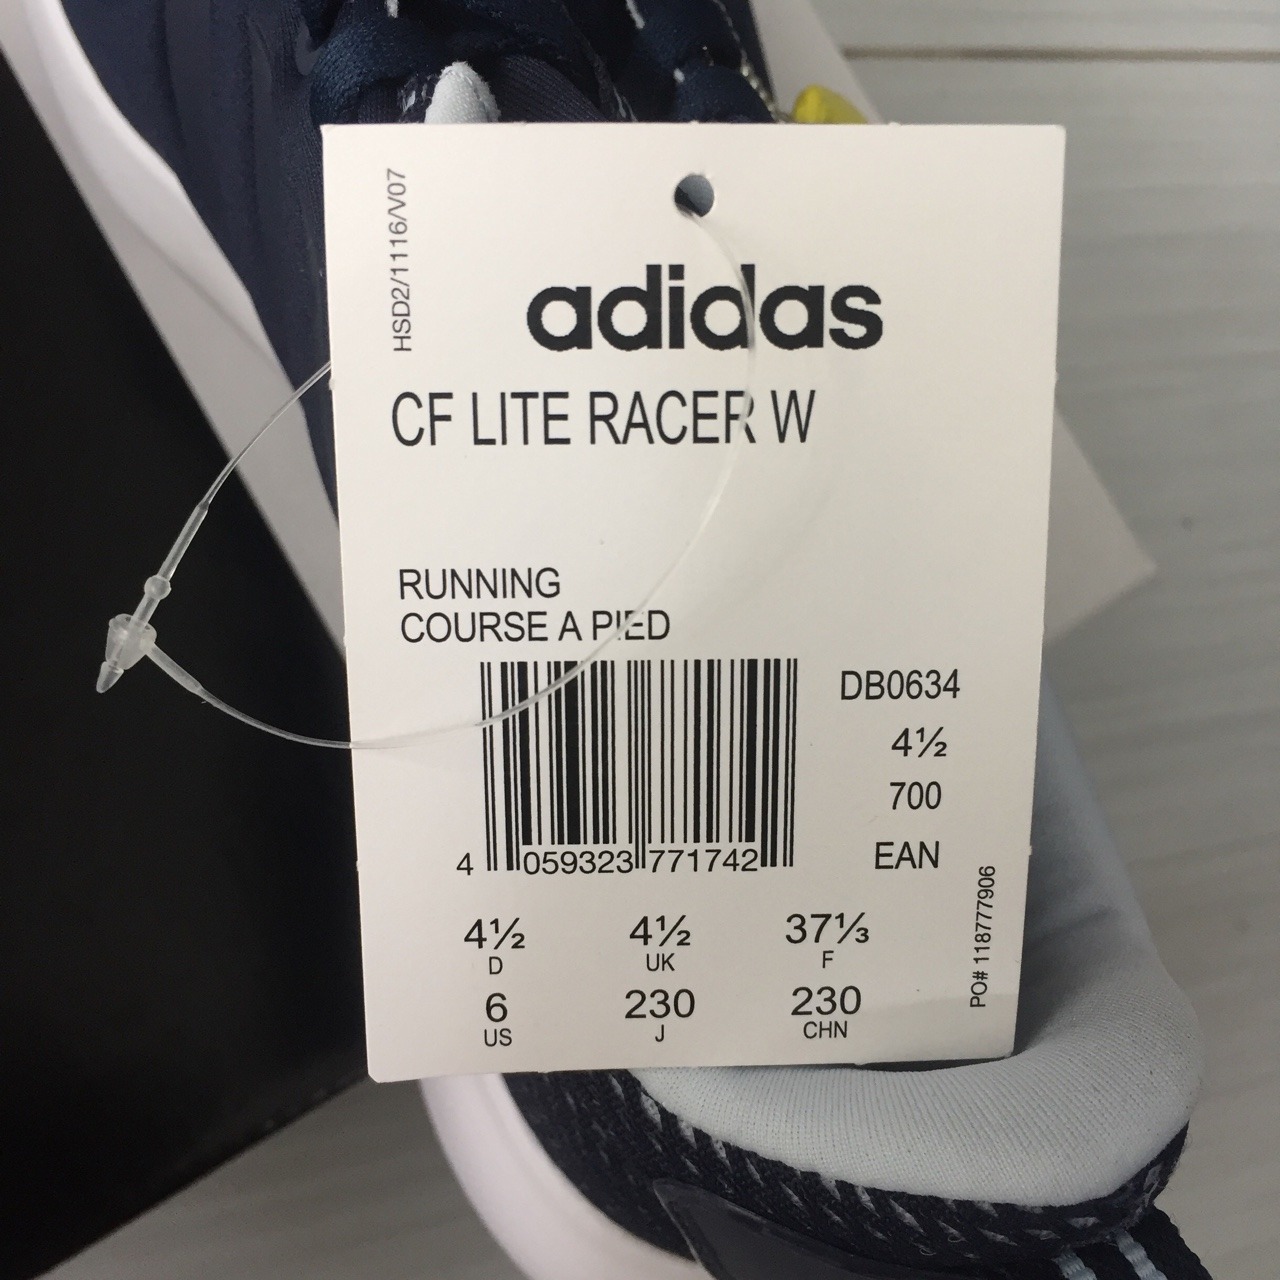 HSD2/1116/V07
adidas
CF LITE RACER W
RUNNING
COURSE A PIED
DB0634
4½
700
EAN
4 059323 771742
4½ 4½ 37⅓
D UK F
6 230 230
US J CHN
PO# 118777906